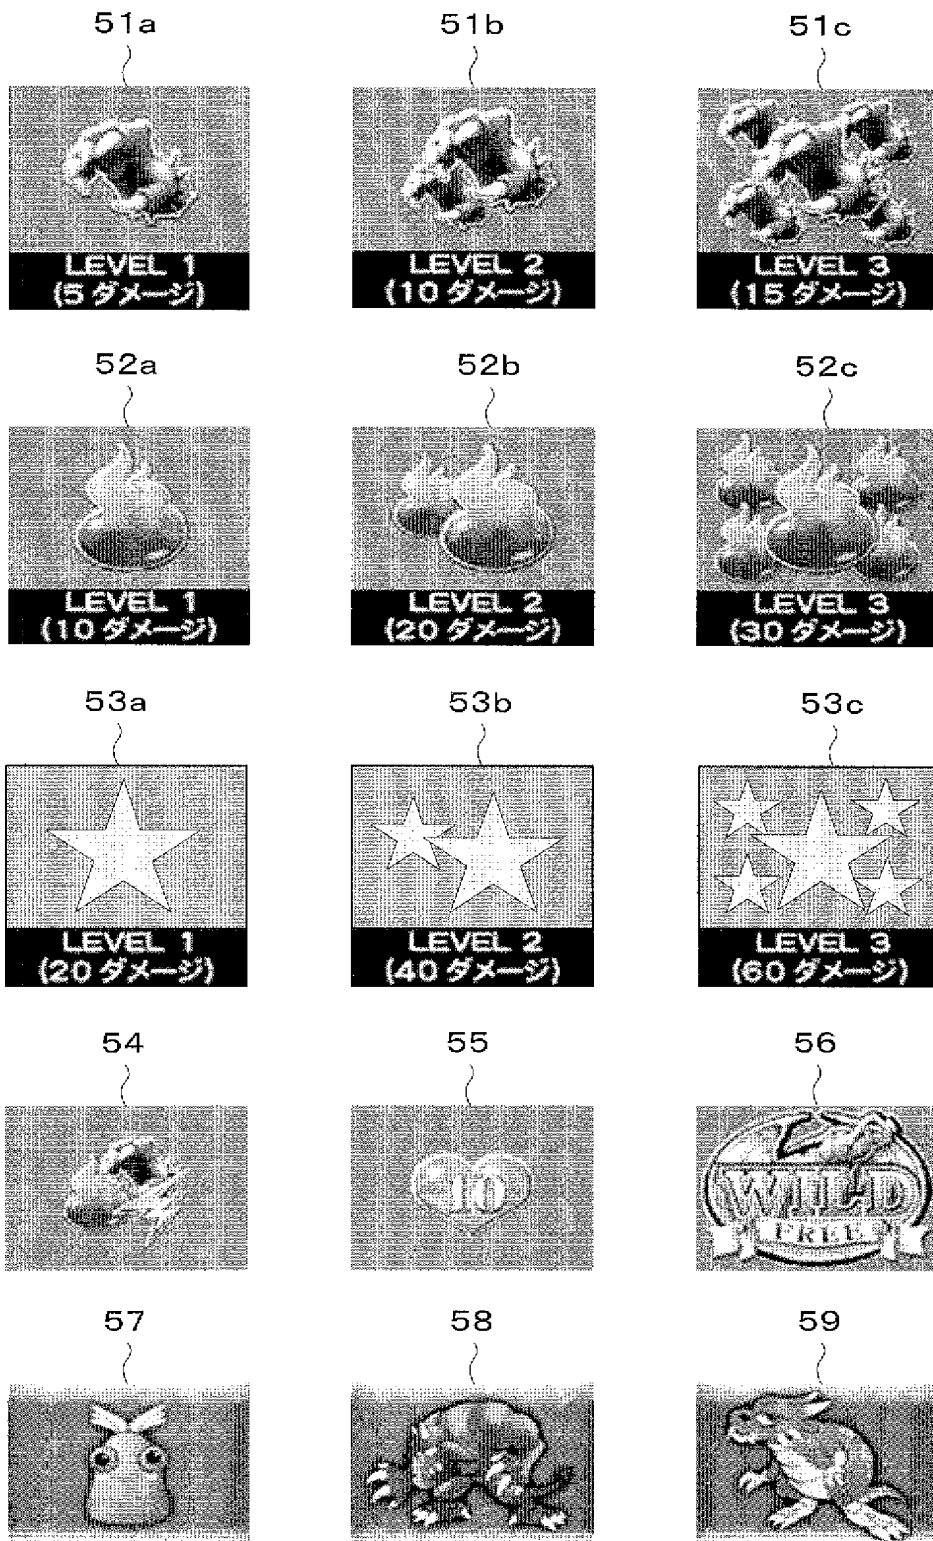 51a 51b 51c
LEVEL 1 LEVEL 2 LEVEL 3
(5 ダメージ) (10 ダメージ) (15 ダメージ)
52a 52b 52c
LEVEL 1 LEVEL 2 LEVEL 3
(10 ダメージ) (20 ダメージ) (30 ダメージ)
53a 53b 53c
LEVEL 1 LEVEL 2 LEVEL 3
(20 ダメージ) (40 ダメージ) (60 ダメージ)
54 55 56
10 WILD
FREE
57 58 59